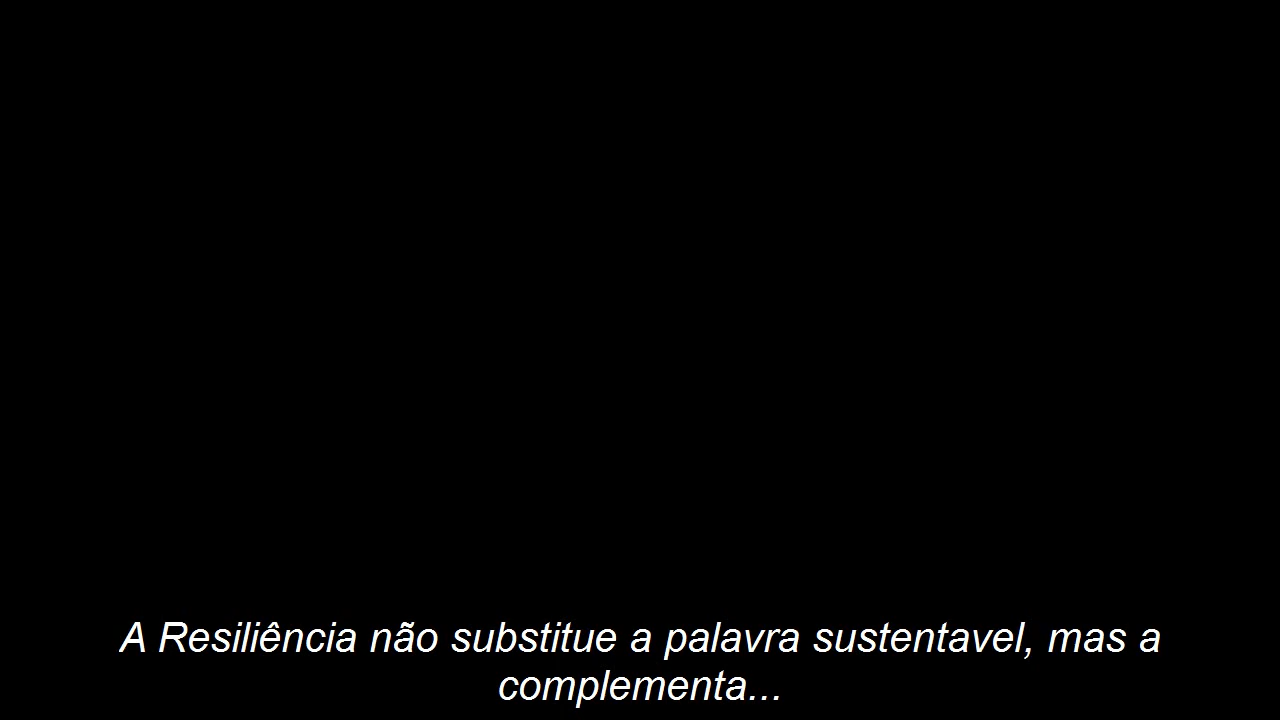 A Resiliência não substitue a palavra sustentavel, mas a
complementa...